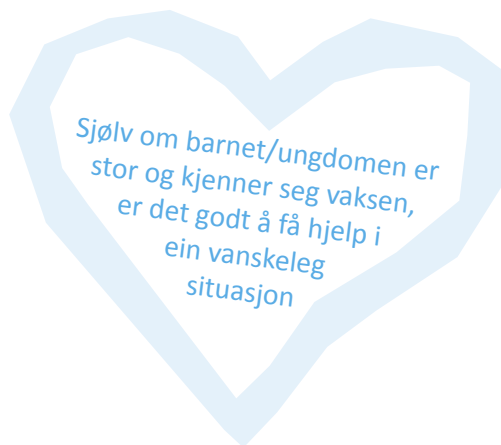 Sjølv om barnet/ungdomen er
stor og kjenner seg vaksen,
er det godt å få hjelp i
ein vanskeleg
situasjon